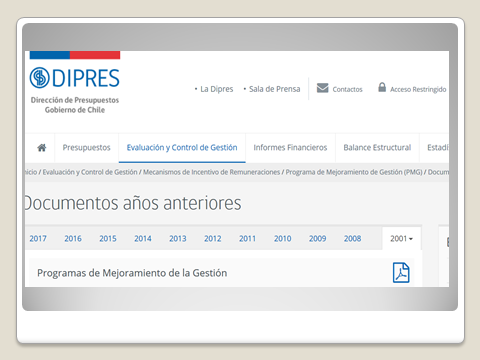 DIPRES
Dirección de Presupuestos
Gobierno de Chile
• La Dipres • Sala de Prensa Contactos Acceso Restringido
Presupuestos Evaluación y Control de Gestión Informes Financieros Balance Estructural Estadí
nicio / Evaluación y Control de Gestión / Mecanismos de Incentivo de Remuneraciones / Programa de Mejoramiento de Gestión (PMG) / Docum
Documentos años anteriores
2017 2016 2015 2014 2013 2012 2011 2010 2009 2008 2001
Programas de Mejoramiento de la Gestión